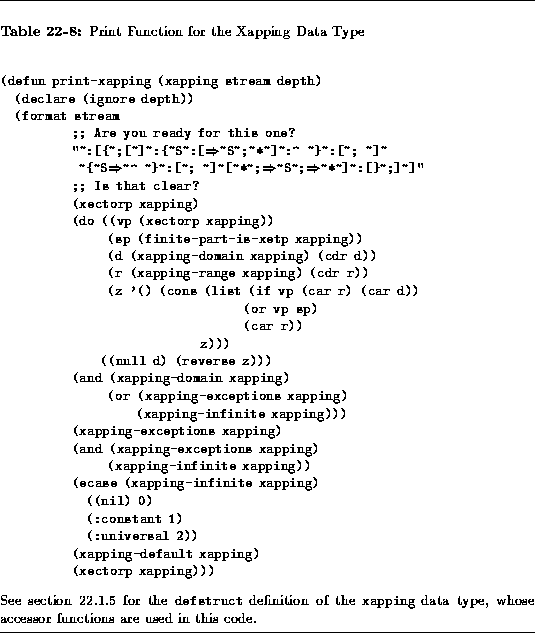 Table 22-8: Print Function for the Xapping Data Type
(defun print-xapping (xapping stream depth)
(declare (ignore depth))
(format stream
;; Are you ready for this one?
"~:[{~;[~]~:{~S~:[⇒~S~;~*~]~:^ ~}~:[~; ~]~
~{~S⇒~^ ~}~:[~; ~]~[~*~;⇒~S~;⇒~*~]~:[}~;]~]"
;; Is that clear?
(xectorp xapping)
(do ((vp (xectorp xapping))
(sp (finite-part-is-xetp xapping))
(d (xapping-domain xapping) (cdr d))
(r (xapping-range xapping) (cdr r))
(z '() (cons (list (if vp (car r) (car d))
(or vp sp)
(car r))
z)))
((null d) (reverse z)))
(and (xapping-domain xapping)
(or (xapping-exceptions xapping)
(xapping-infinite xapping)))
(xapping-exceptions xapping)
(and (xapping-exceptions xapping)
(xapping-infinite xapping))
(ecase (xapping-infinite xapping)
((nil) 0)
(:constant 1)
(:universal 2))
(xapping-default xapping)
(xectorp xapping)))
See section 22.1.5 for the defstruct definition of the xapping data type, whose
accessor functions are used in this code.